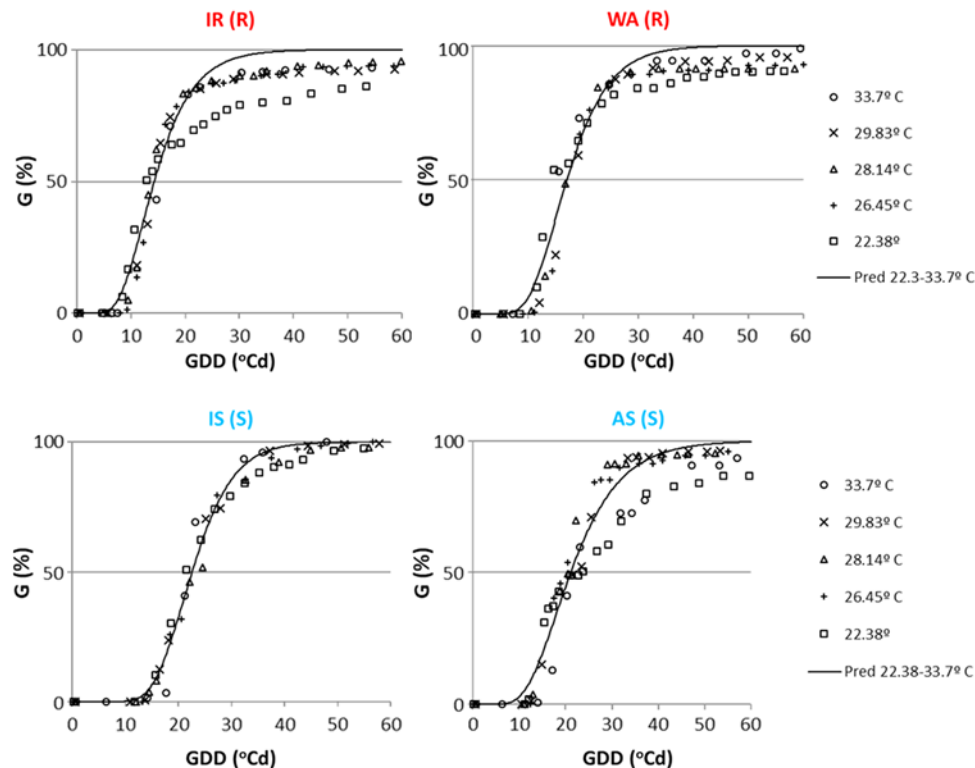 IR (R)
WA (R)
G (%)
100
50
0
0 10 20 30 40 50 60
GDD (ºCd)
G (%)
100
50
0
0 10 20 30 40 50 60
GDD (ºCd)
33.7º C
29.83º C
28.14º C
26.45º C
22.38º
Pred 22.3-33.7º C
IS (S)
AS (S)
G (%)
100
50
0
0 10 20 30 40 50 60
GDD (ºCd)
G (%)
100
50
0
0 10 20 30 40 50 60
GDD (ºCd)
33.7º C
29.83º C
28.14º C
26.45º C
22.38º
Pred 22.38-33.7º C